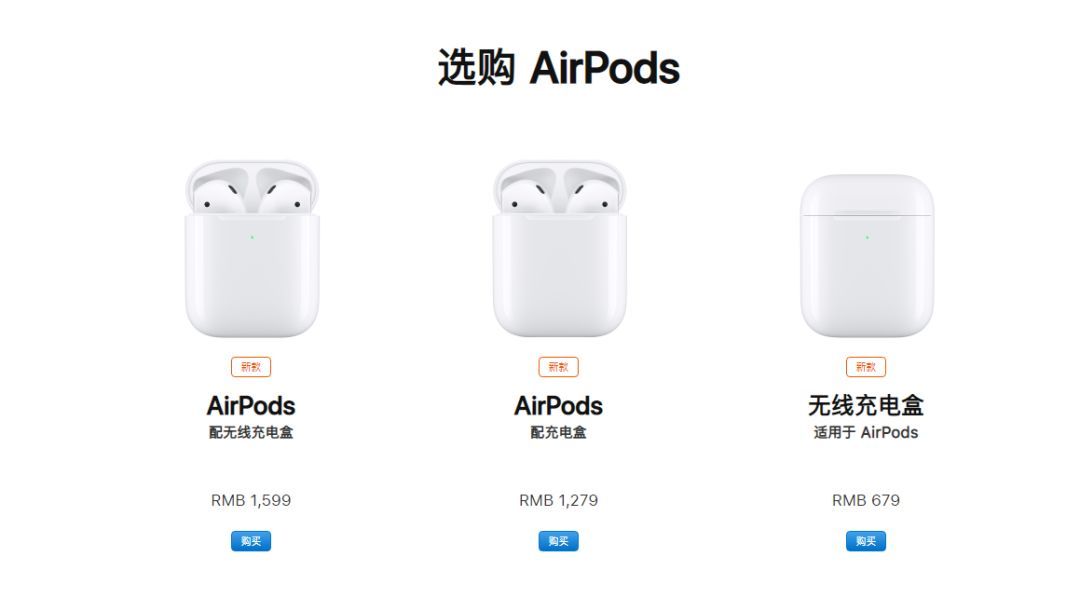 选购 AirPods
新款
新款
新款
AirPods
AirPods
无线充电盒
配无线充电盒
配充电盒
适用于 AirPods
RMB 1,599
RMB 1,279
RMB 679
购买
购买
购买